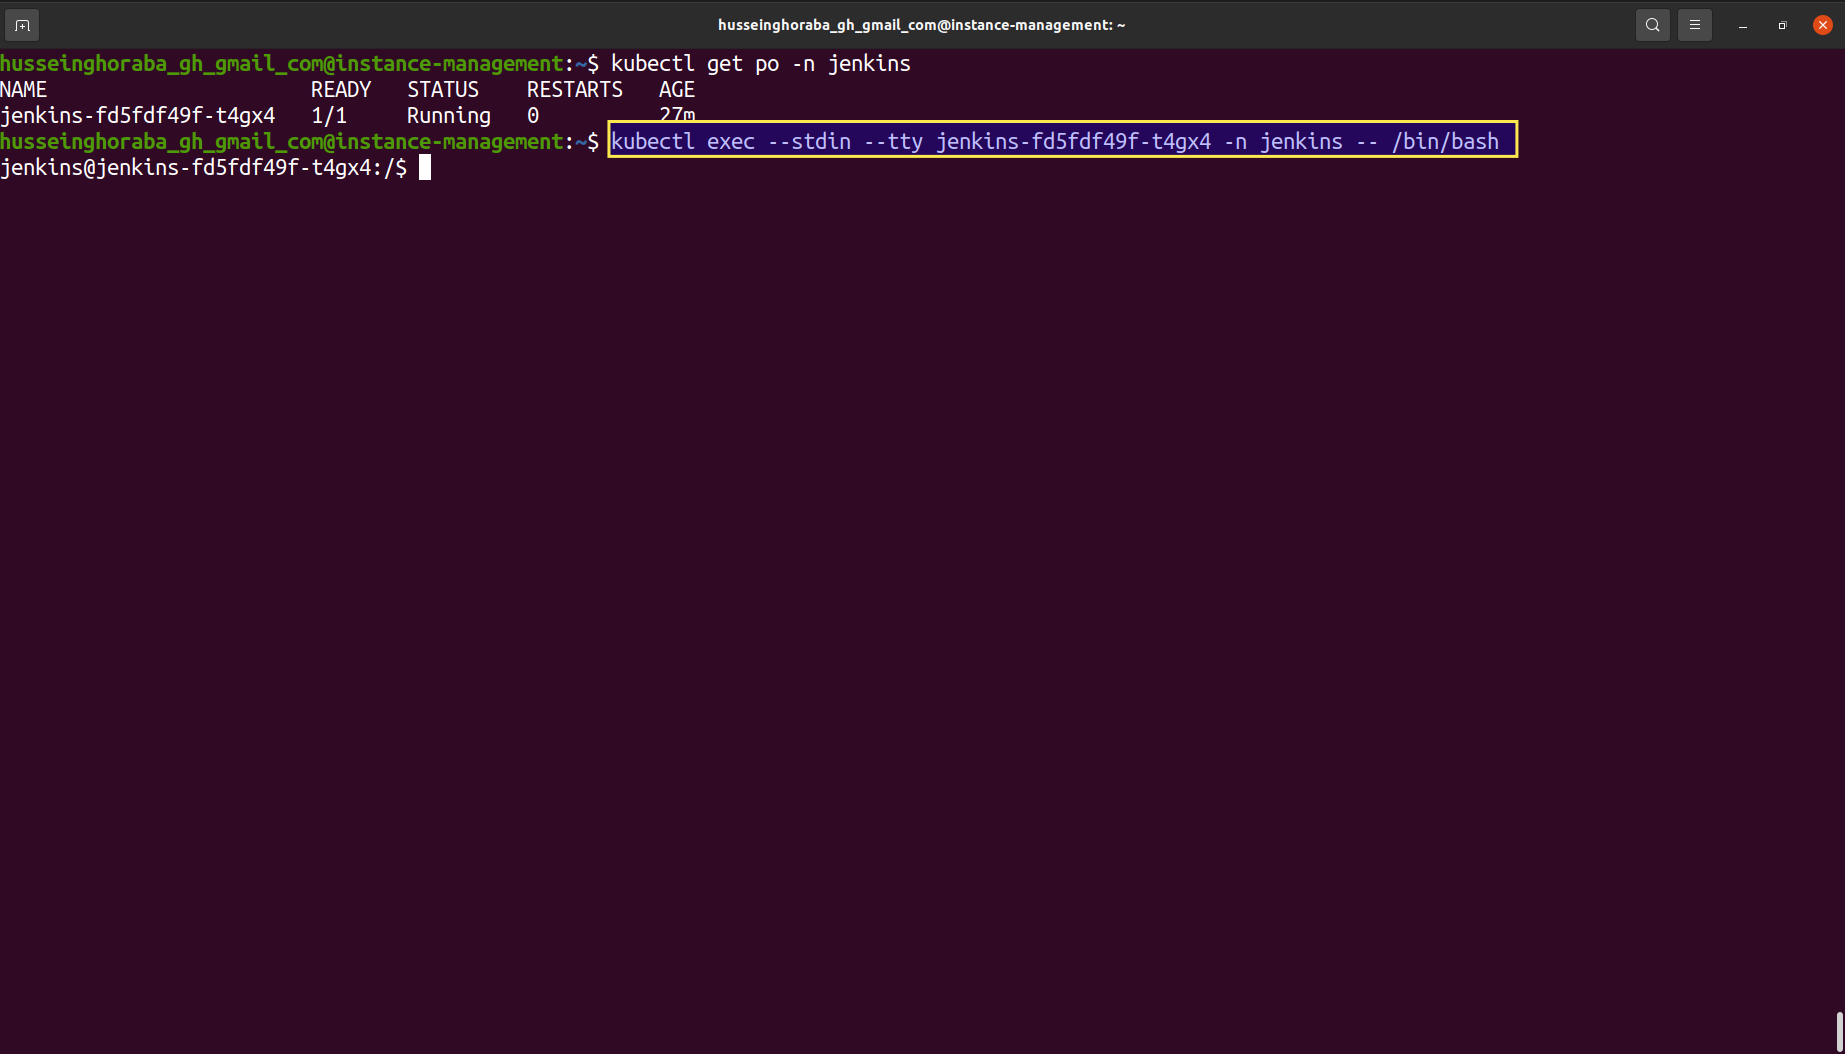 husseinghoraba_gh_gmail_com@instance-management: ~
husseinghoraba_gh_gmail_com@instance-management:~$ kubectl get po -n jenkins
NAME READY STATUS RESTARTS AGE
jenkins-fd5fdf49f-t4gx4 1/1 Running 0 27m
husseinghoraba_gh_gmail_com@instance-management:~$ kubectl exec --stdin --tty jenkins-fd5fdf49f-t4gx4 -n jenkins -- /bin/bash
jenkins@jenkins-fd5fdf49f-t4gx4:/$